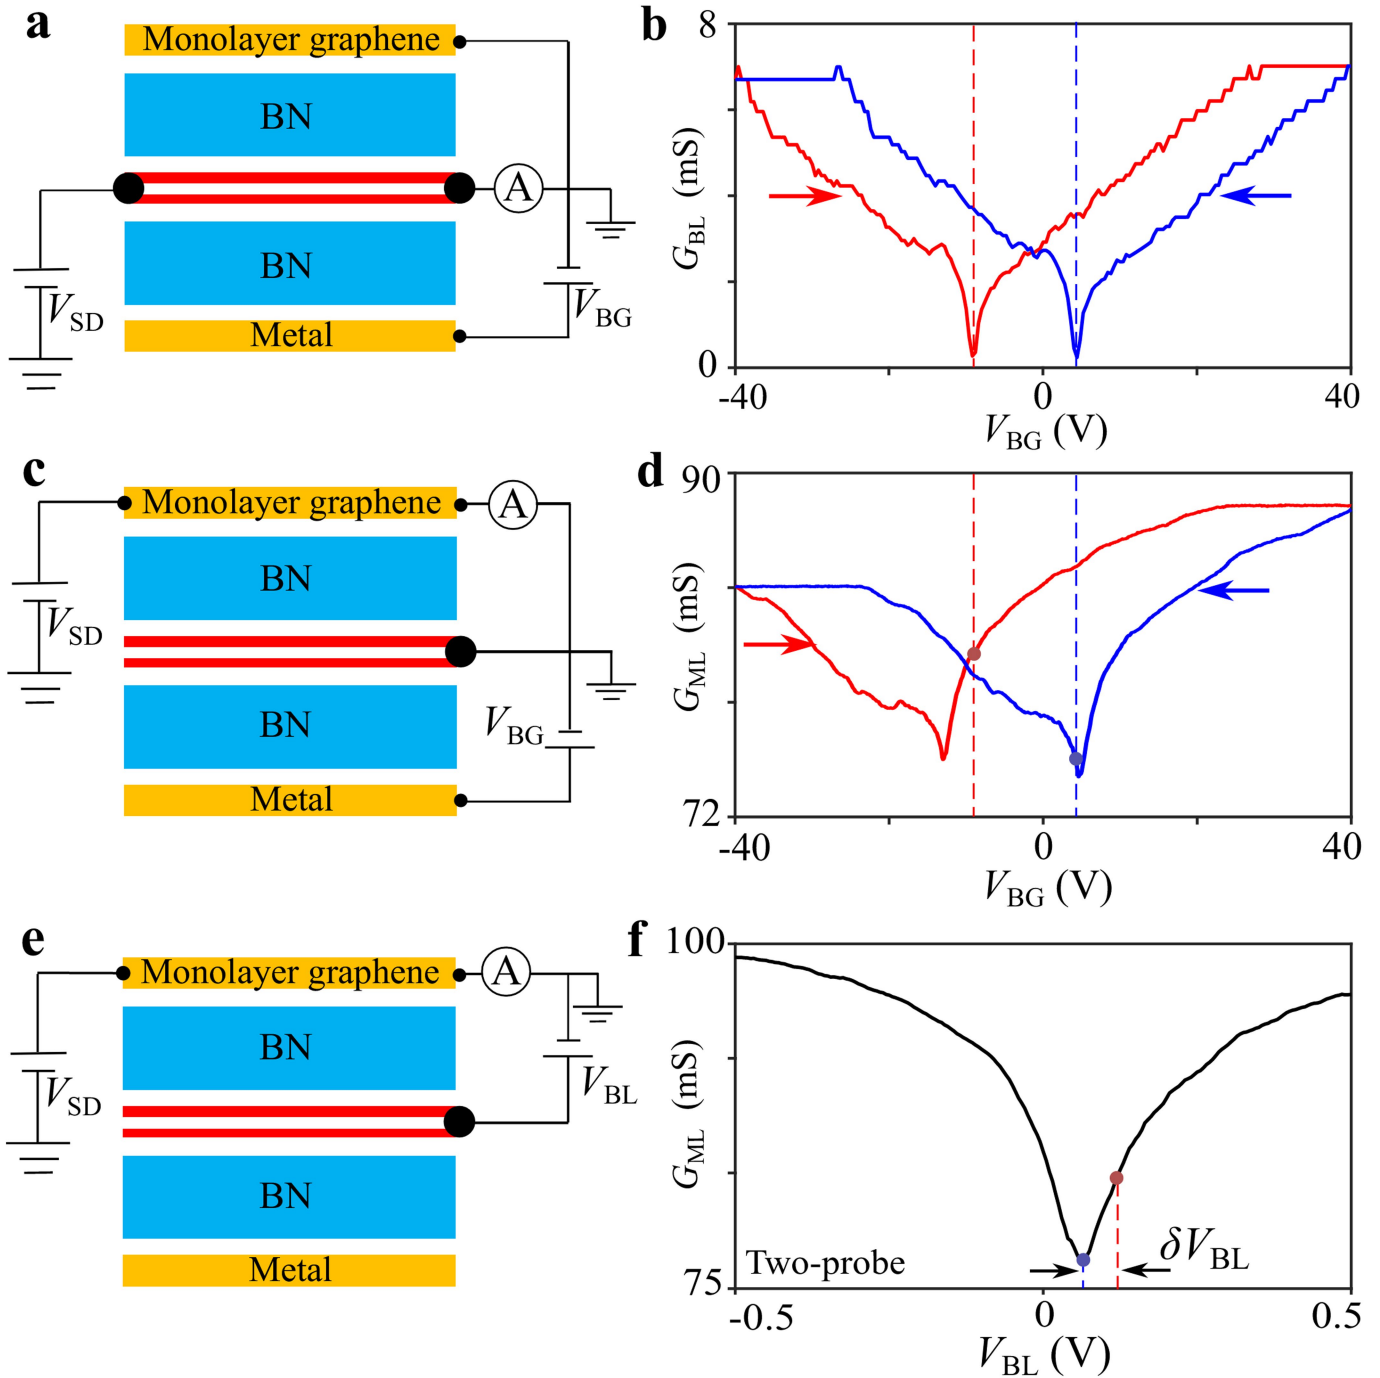 a
Monolayer graphene
BN
A
BN
V_SD
V_BG
Metal
b
8
G_BL (mS)
0
-40
0
40
V_BG (V)
c
Monolayer graphene
A
BN
V_SD
BN
V_BG
Metal
d
90
G_ML (mS)
72
-40
0
40
V_BG (V)
e
Monolayer graphene
A
BN
V_SD
V_BL
BN
Metal
f
100
G_ML (mS)
δV_BL
Two-probe
75
-0.5
0
0.5
V_BL (V)